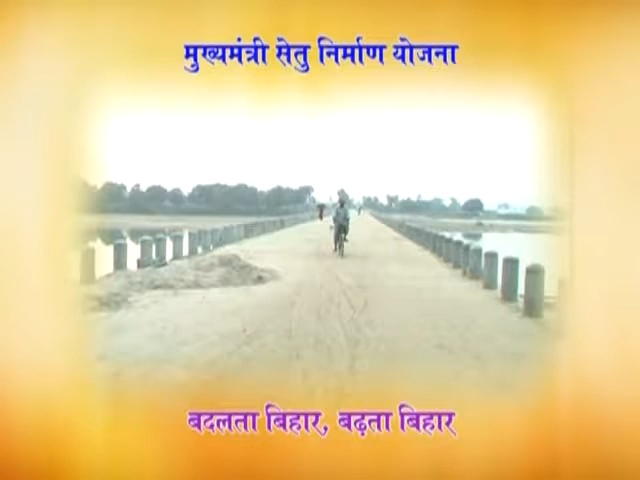 मुख्यमंत्री सेतु निर्माण योजना
बदलता बिहार, बढ़ता बिहार